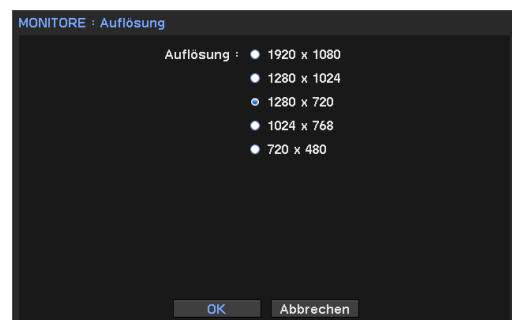 MONITORE : Auflösung
Auflösung : 1920 x 1080
1280 x 1024
1280 x 720
1024 x 768
720 x 480
OK Abbrechen